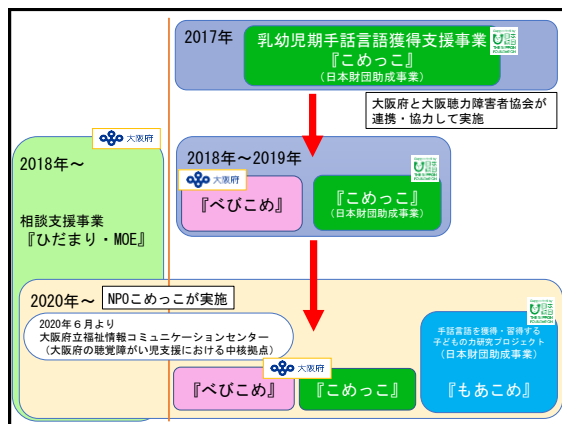 2017年
乳幼児期手話言語獲得支援事業
『こめっこ』
（日本財団助成事業）
大阪府と大阪聴力障害者協会が
連携・協力して実施
大阪府
2018年～
相談支援事業
『ひだまり・MOE』
2018年～2019年
大阪府
『べびこめ』
『こめっこ』
（日本財団助成事業）
2020年～
NPOこめっこが実施
2020年６月より
大阪府立福祉情報コミュニケーションセンター
（大阪府の聴覚障がい児支援における中核拠点）
大阪府
『べびこめ』
『こめっこ』
手話言語を獲得・習得する
子どもの力研究プロジェクト
（日本財団助成事業）
『もあこめ』